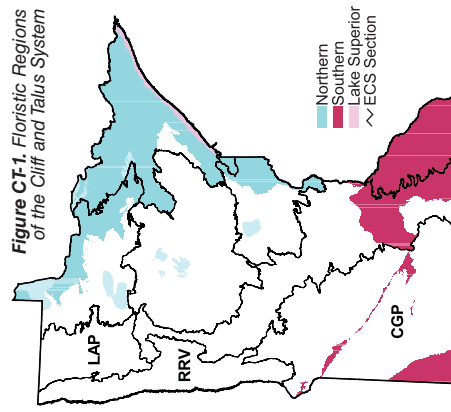 Figure CT-1. Floristic Regions
of the Cliff and Talus System
Northern
Southern
Lake Superior
ECS Section
LAP
RRV
CGP